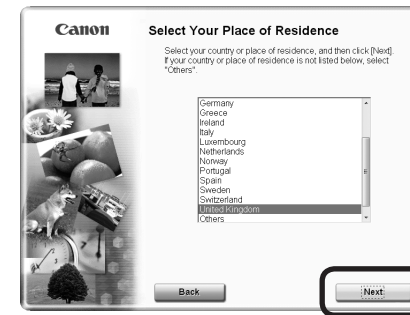 Canon
Select Your Place of Residence
Select your country or place of residence, and then click [Next].
If your country or place of residence is not listed below, select
"Others".
Germany
Greece
Ireland
Italy
Luxembourg
Netherlands
Norway
Portugal
Spain
Sweden
Switzerland
United Kingdom
Others
Back
Next